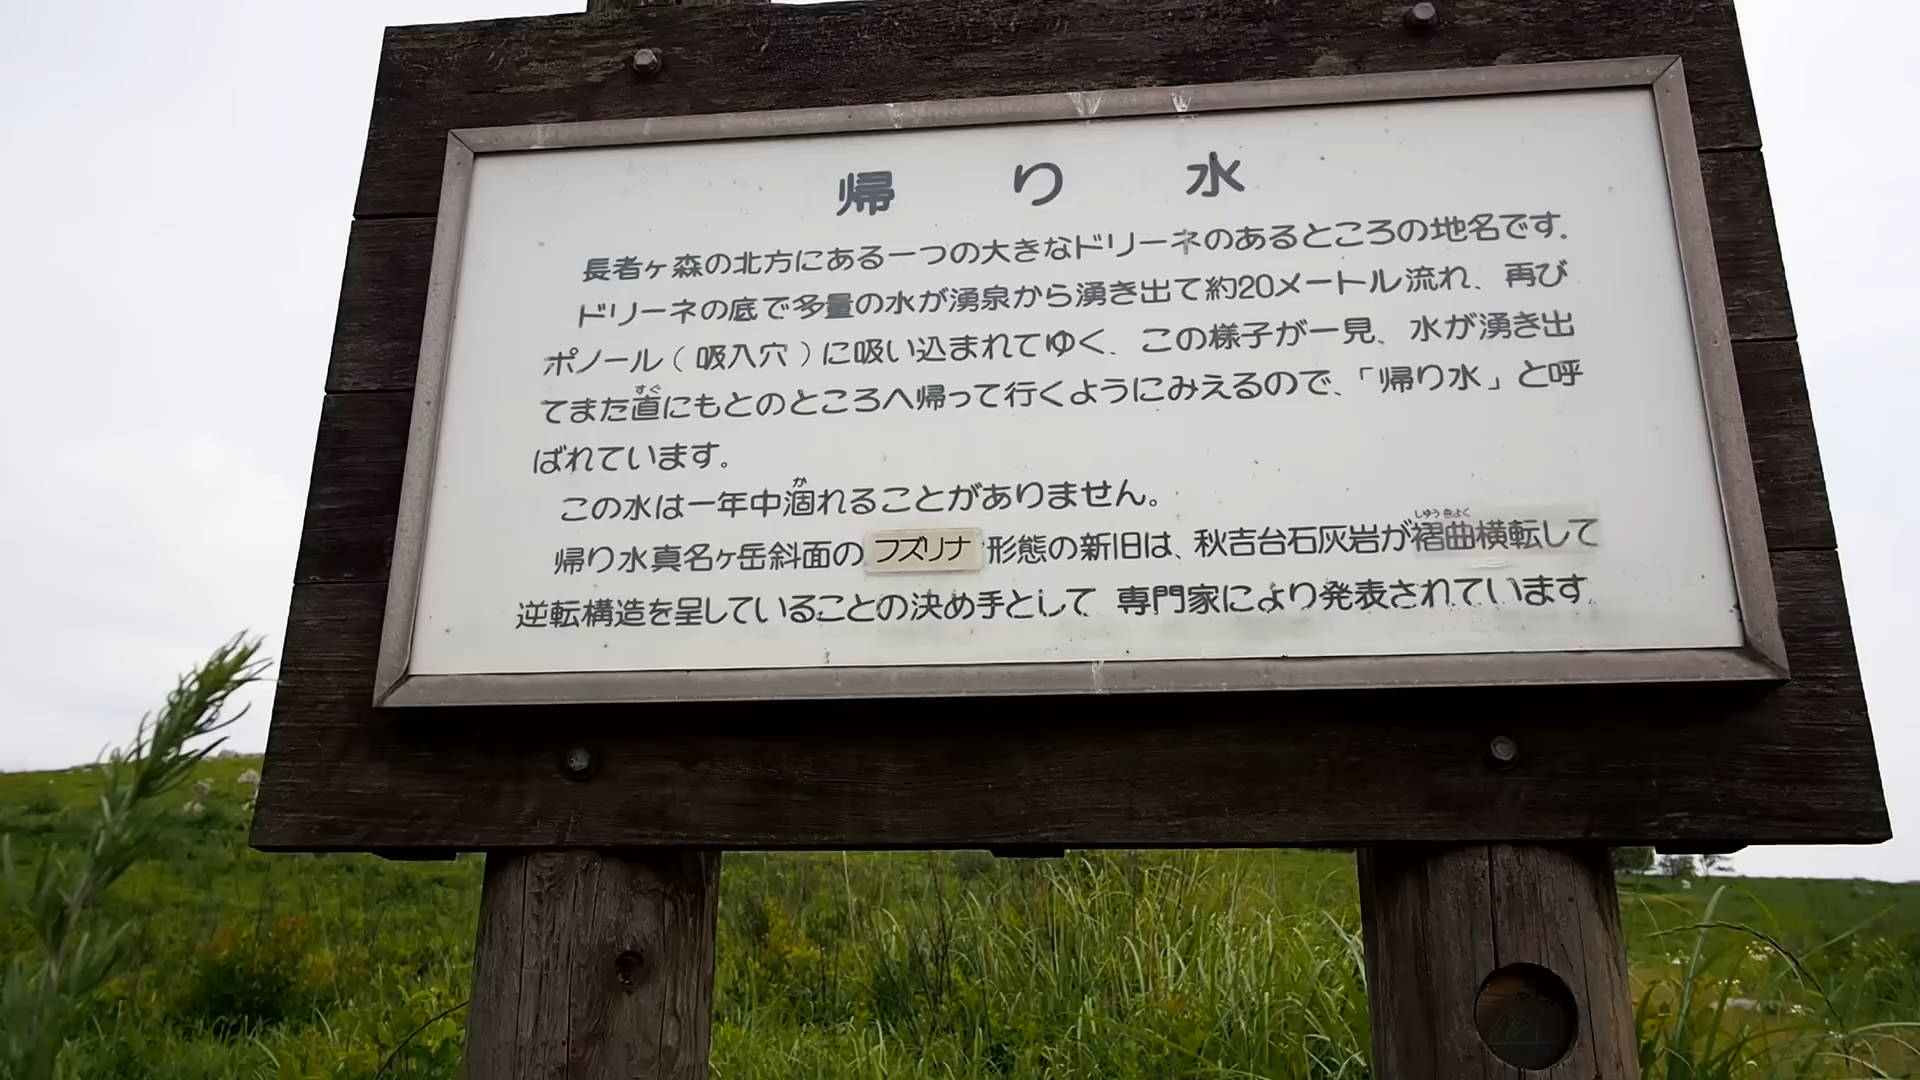 帰り水
長者ヶ森の北方にある一つの大きなドリーネのあるところの地名です。
ドリーネの底で多量の水が湧泉から湧き出て約20メートル流れ、再び
ポノール(吸入穴)に吸い込まれてゆく、この様子が一見、水が湧き出
すぐ
てまた直にもとのところへ帰って行くようにみえるので、「帰り水」と呼
ばれています。
か
この水は一年中涸れることがありません。
しゅうきょく
帰り水真名ヶ岳斜面のフズリナ形態の新旧は、秋吉台石灰岩が褶曲横転して
逆転構造を呈していることの決め手として 専門家により発表されています.